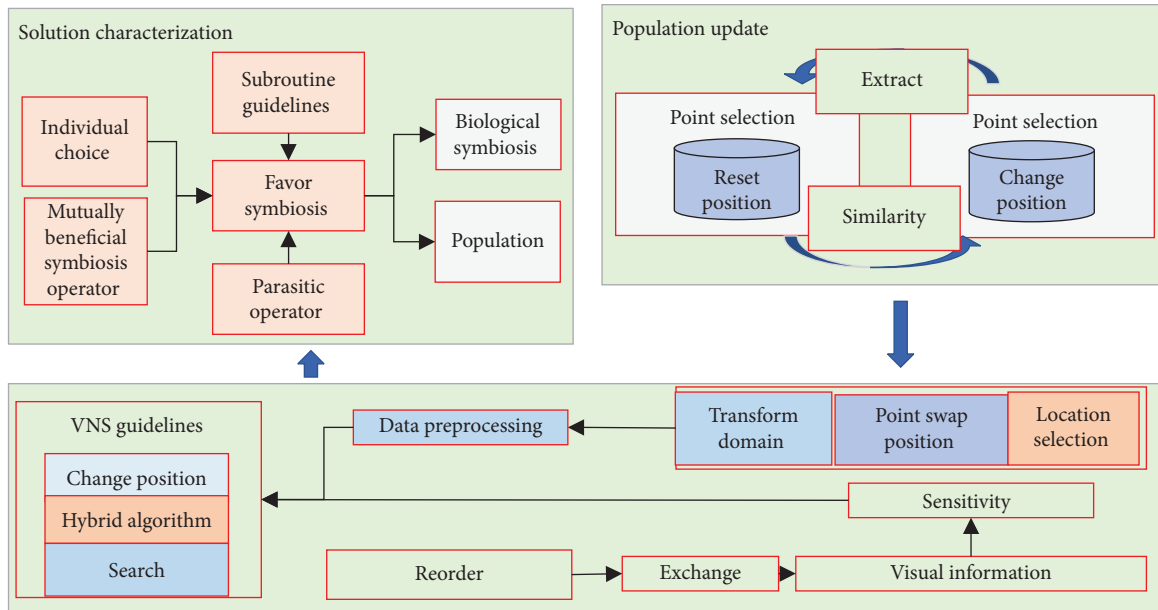 Solution characterization
Subroutine
guidelines
Individual
choice
Mutually
beneficial
symbiosis
operator
Favor
symbiosis
Parasitic
operator
Biological
symbiosis
Population
Population update
Extract
Point selection
Reset
position
Similarity
Point selection
Change
position
VNS guidelines
Change position
Hybrid algorithm
Search
Data preprocessing
Transform
domain
Point swap
position
Location
selection
Sensitivity
Reorder
Exchange
Visual information